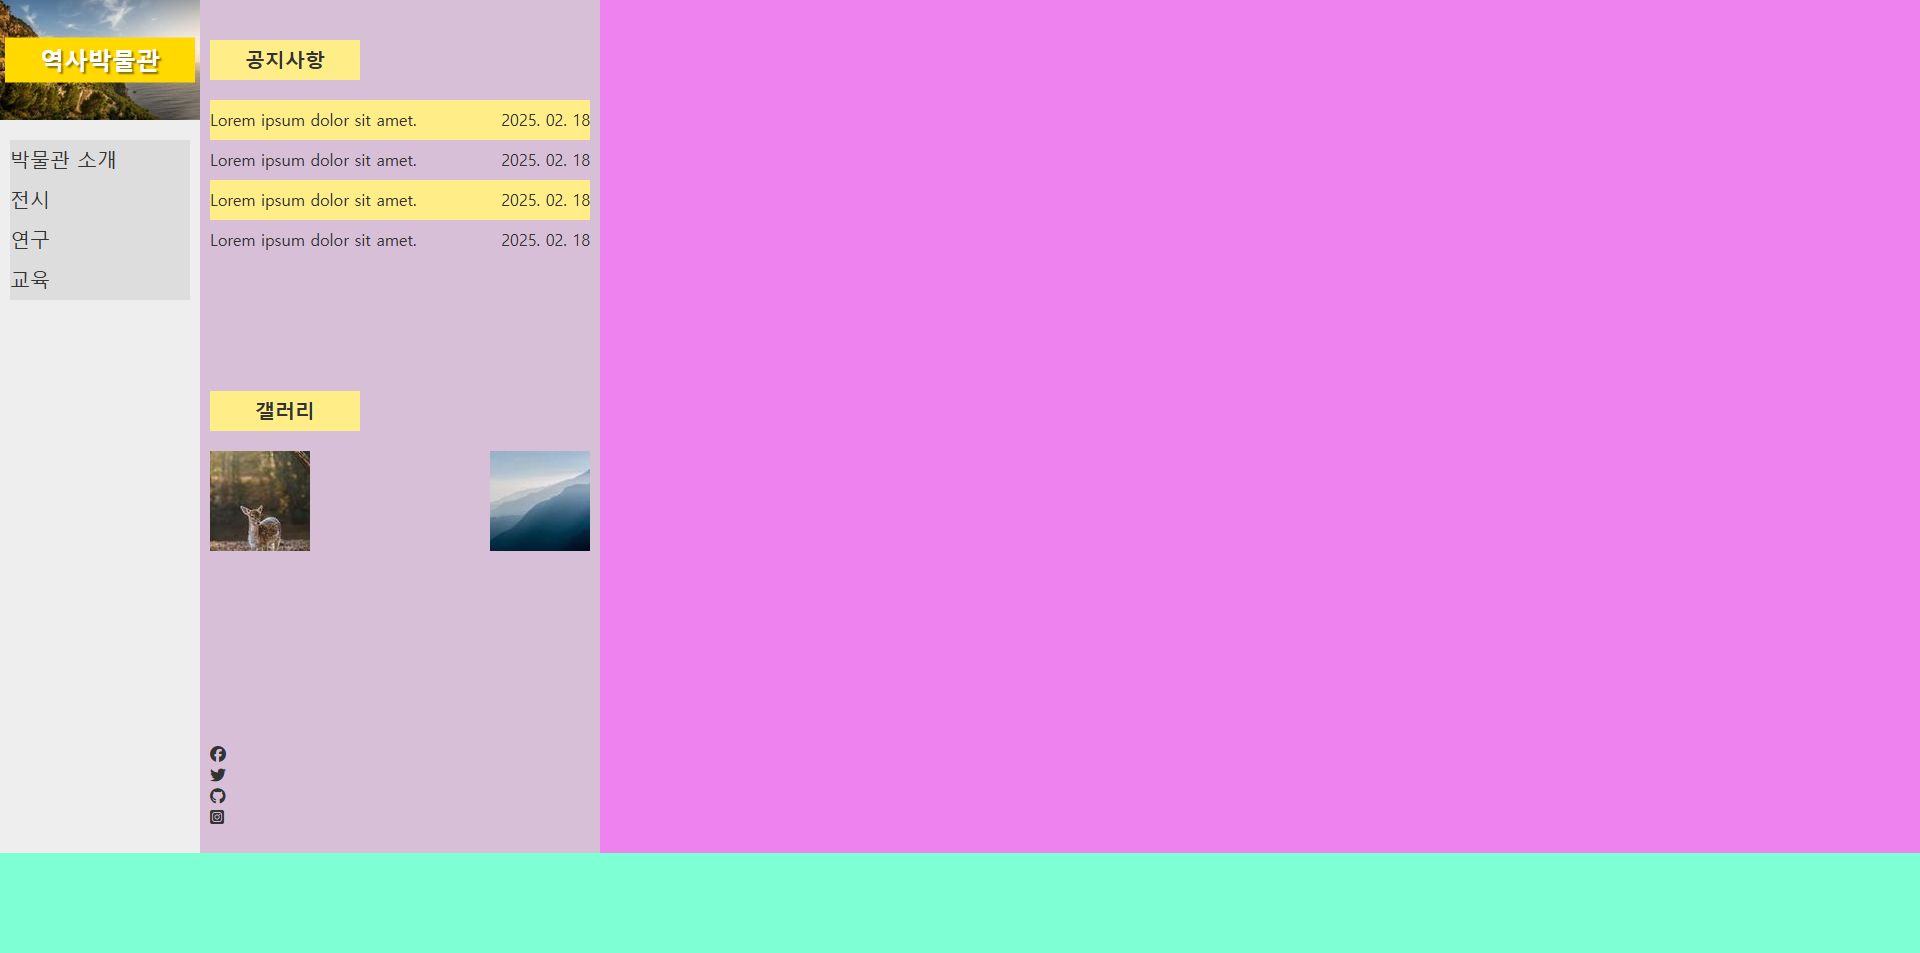 역사박물관
박물관 소개
전시
연구
교육
공지사항
Lorem ipsum dolor sit amet. 2025. 02. 18
Lorem ipsum dolor sit amet. 2025. 02. 18
Lorem ipsum dolor sit amet. 2025. 02. 18
Lorem ipsum dolor sit amet. 2025. 02. 18
갤러리